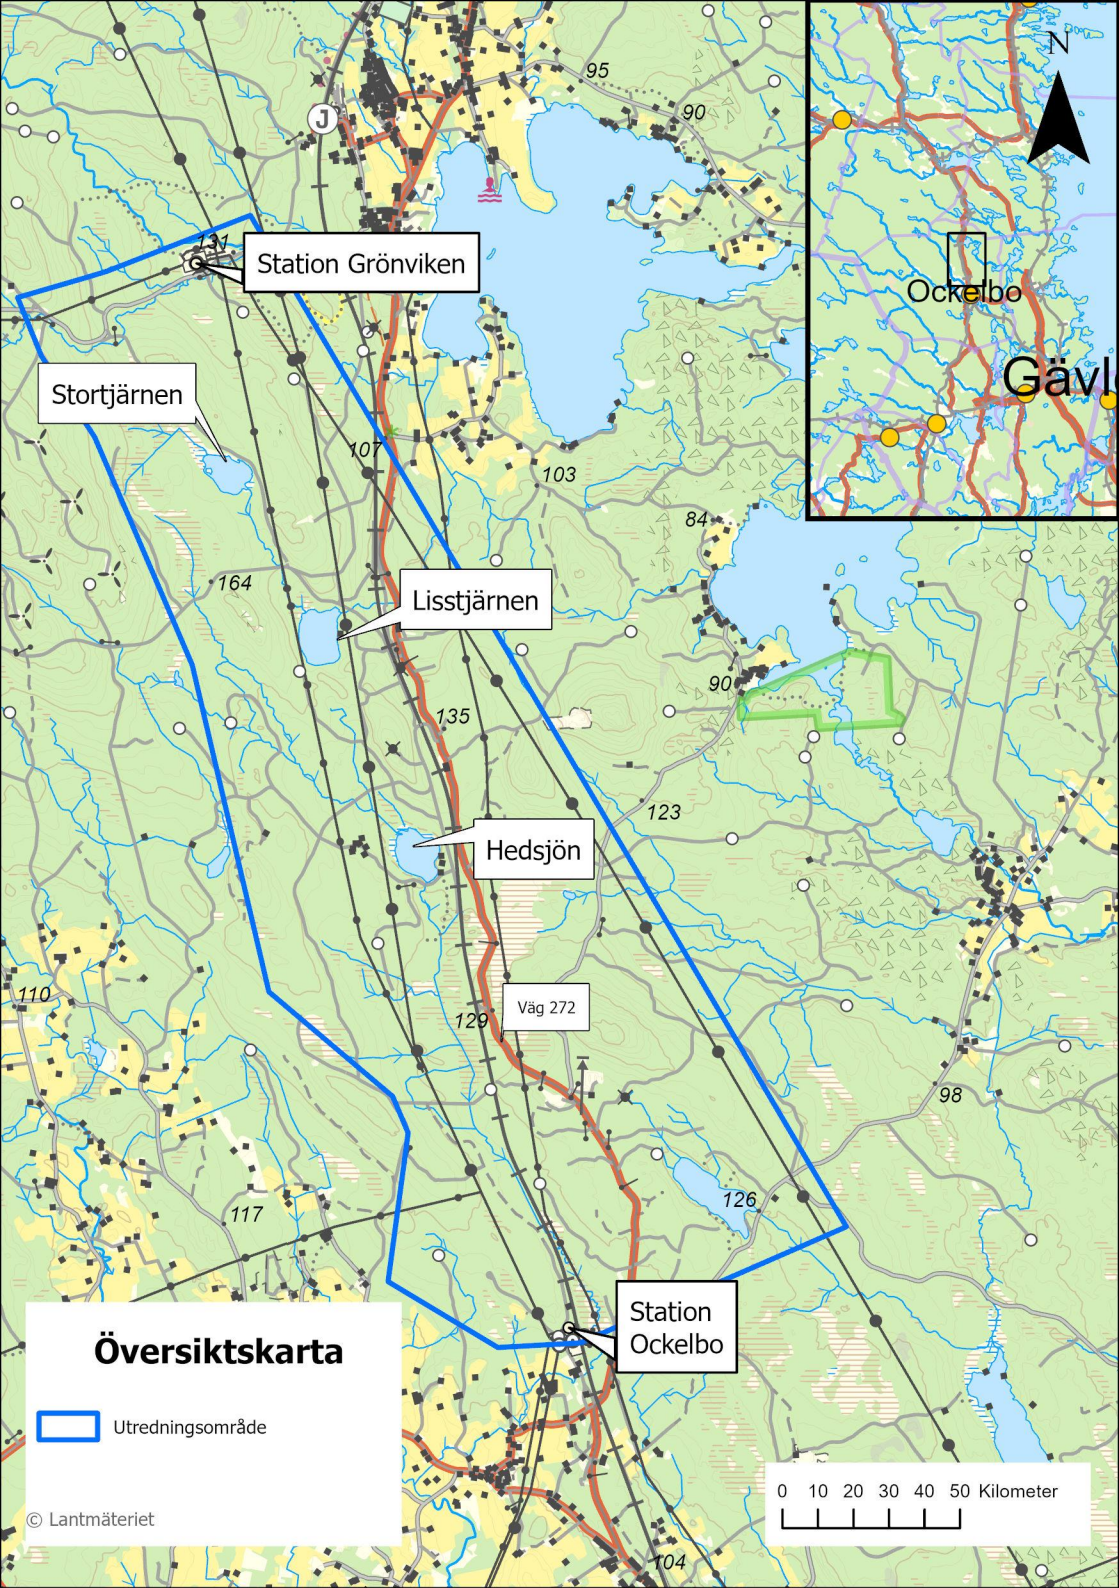 95
90
J
N
131
Station Grönviken
Ockelbo
Gävl
Stortjärnen
107
103
84
164
Lisstjärnen
90
135
123
Hedsjön
110
129
Väg 272
98
126
117
Station
Ockelbo
Översiktskarta
Utredningsområde
0 10 20 30 40 50 Kilometer
© Lantmäteriet
104